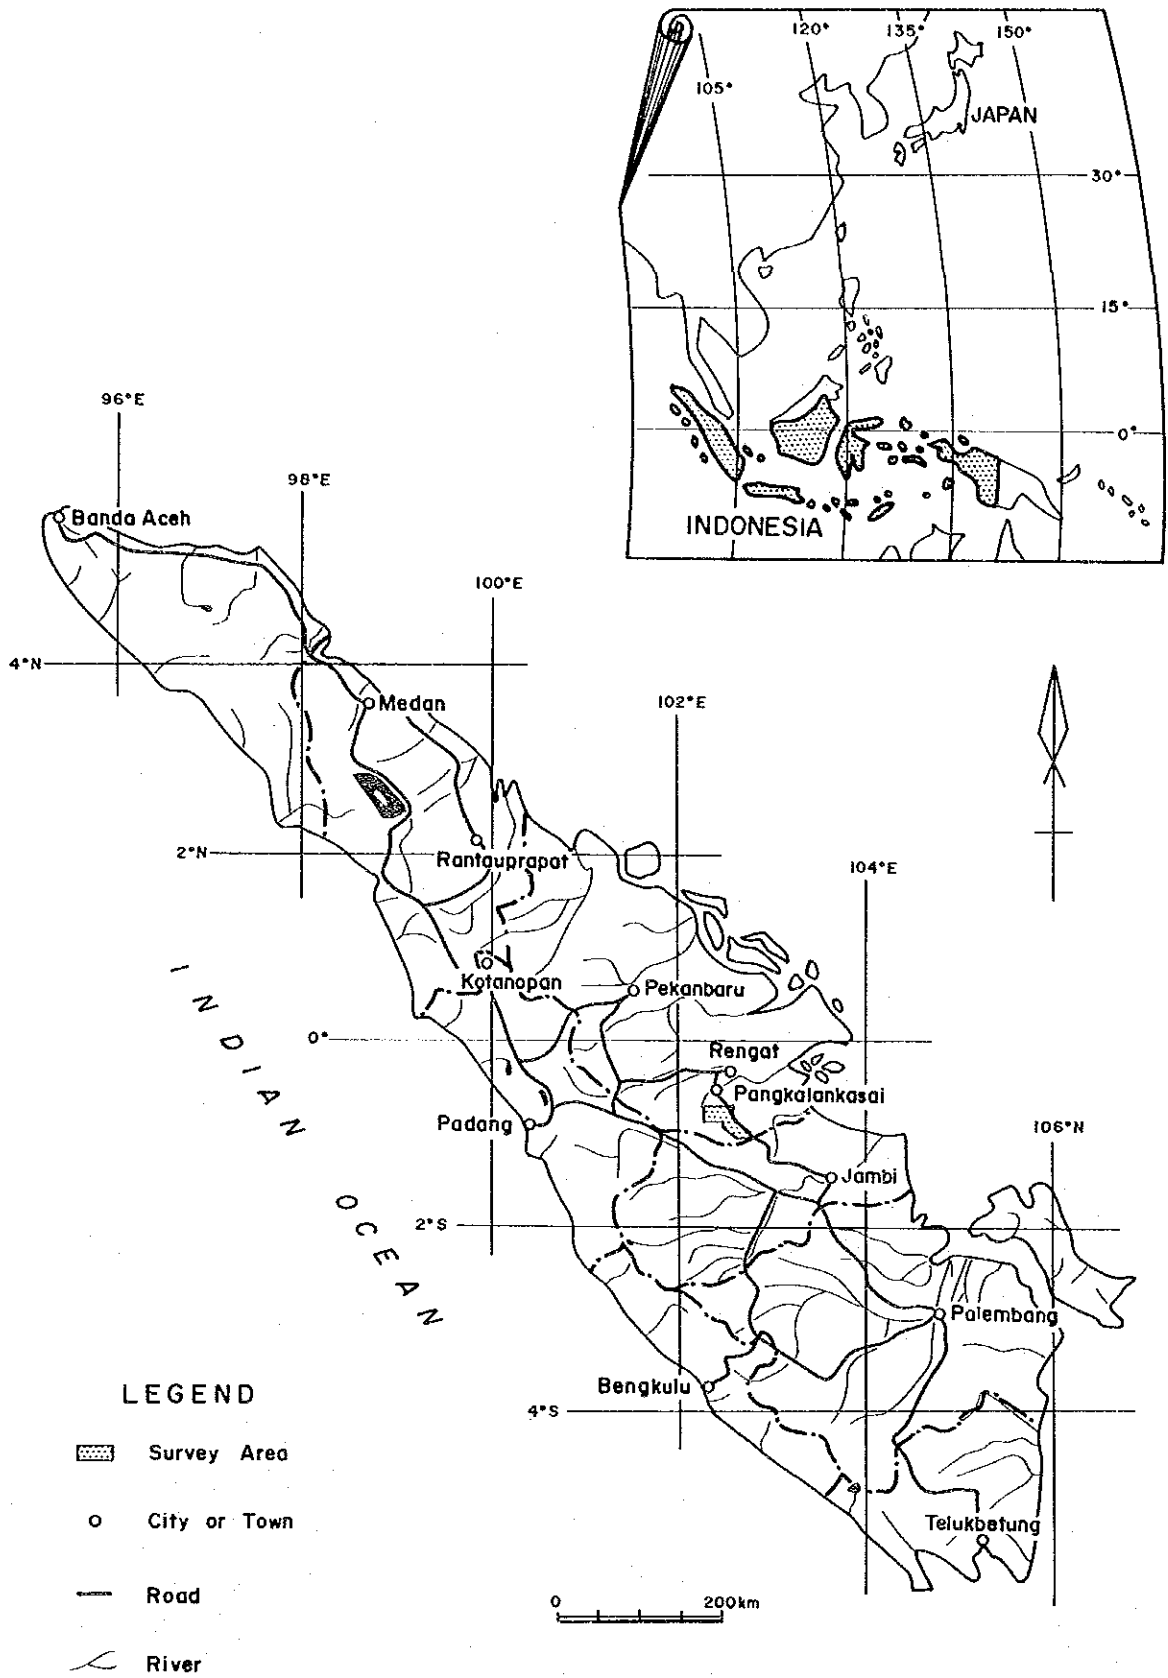 120° 135° 150°
105°
JAPAN
30°
15°
0°
INDONESIA
96°E
98°E
Banda Aceh
100°E
4°N
Medan
102°E
2°N
Rantauprapat
104°E
Kotanopan
Pekanbaru
0°
Rengat
Pangkalankasai
Padang
106°N
Jambi
INDIAN OCEAN
2°S
Palembang
Bengkulu
4°S
Telukbetung
LEGEND
Survey Area
City or Town
Road
River
0 200km